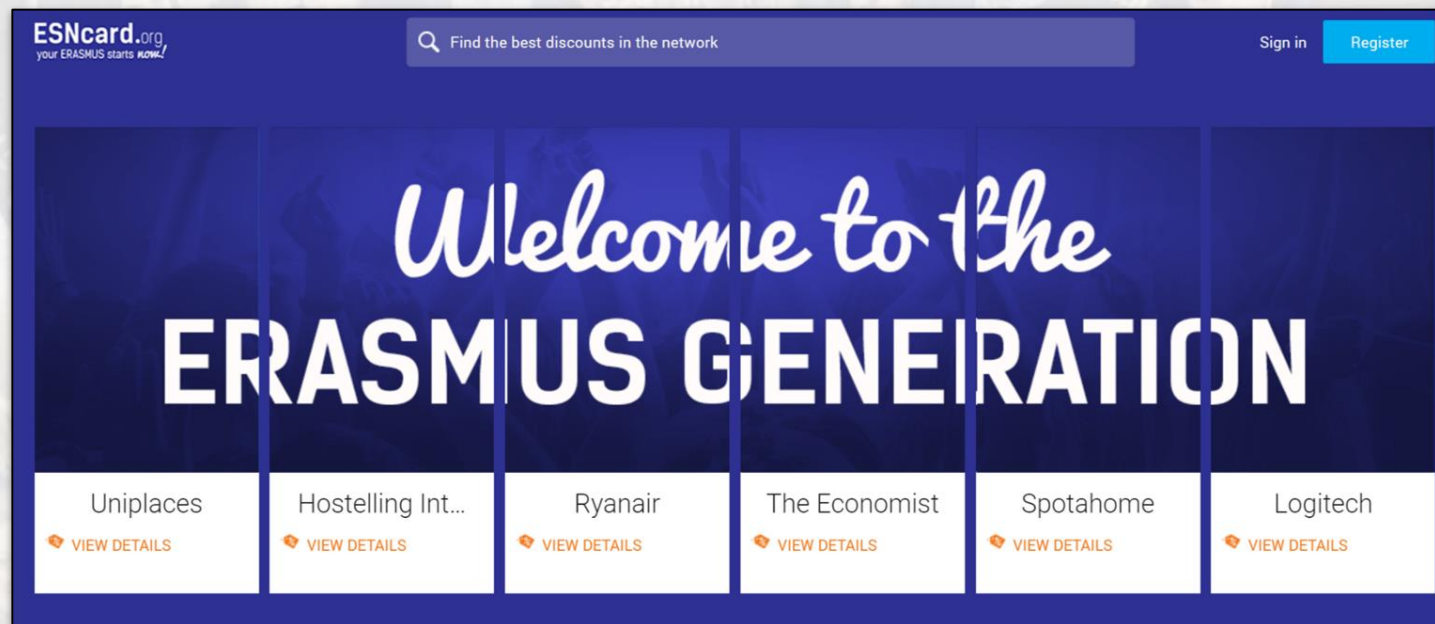 ESNcard.org
your ERASMUS starts now!
Find the best discounts in the network
Sign in
Register
Welcome to the
ERASMUS GENERATION
Uniplaces
Hostelling Int...
Ryanair
The Economist
Spotahome
Logitech
VIEW DETAILS
VIEW DETAILS
VIEW DETAILS
VIEW DETAILS
VIEW DETAILS
VIEW DETAILS